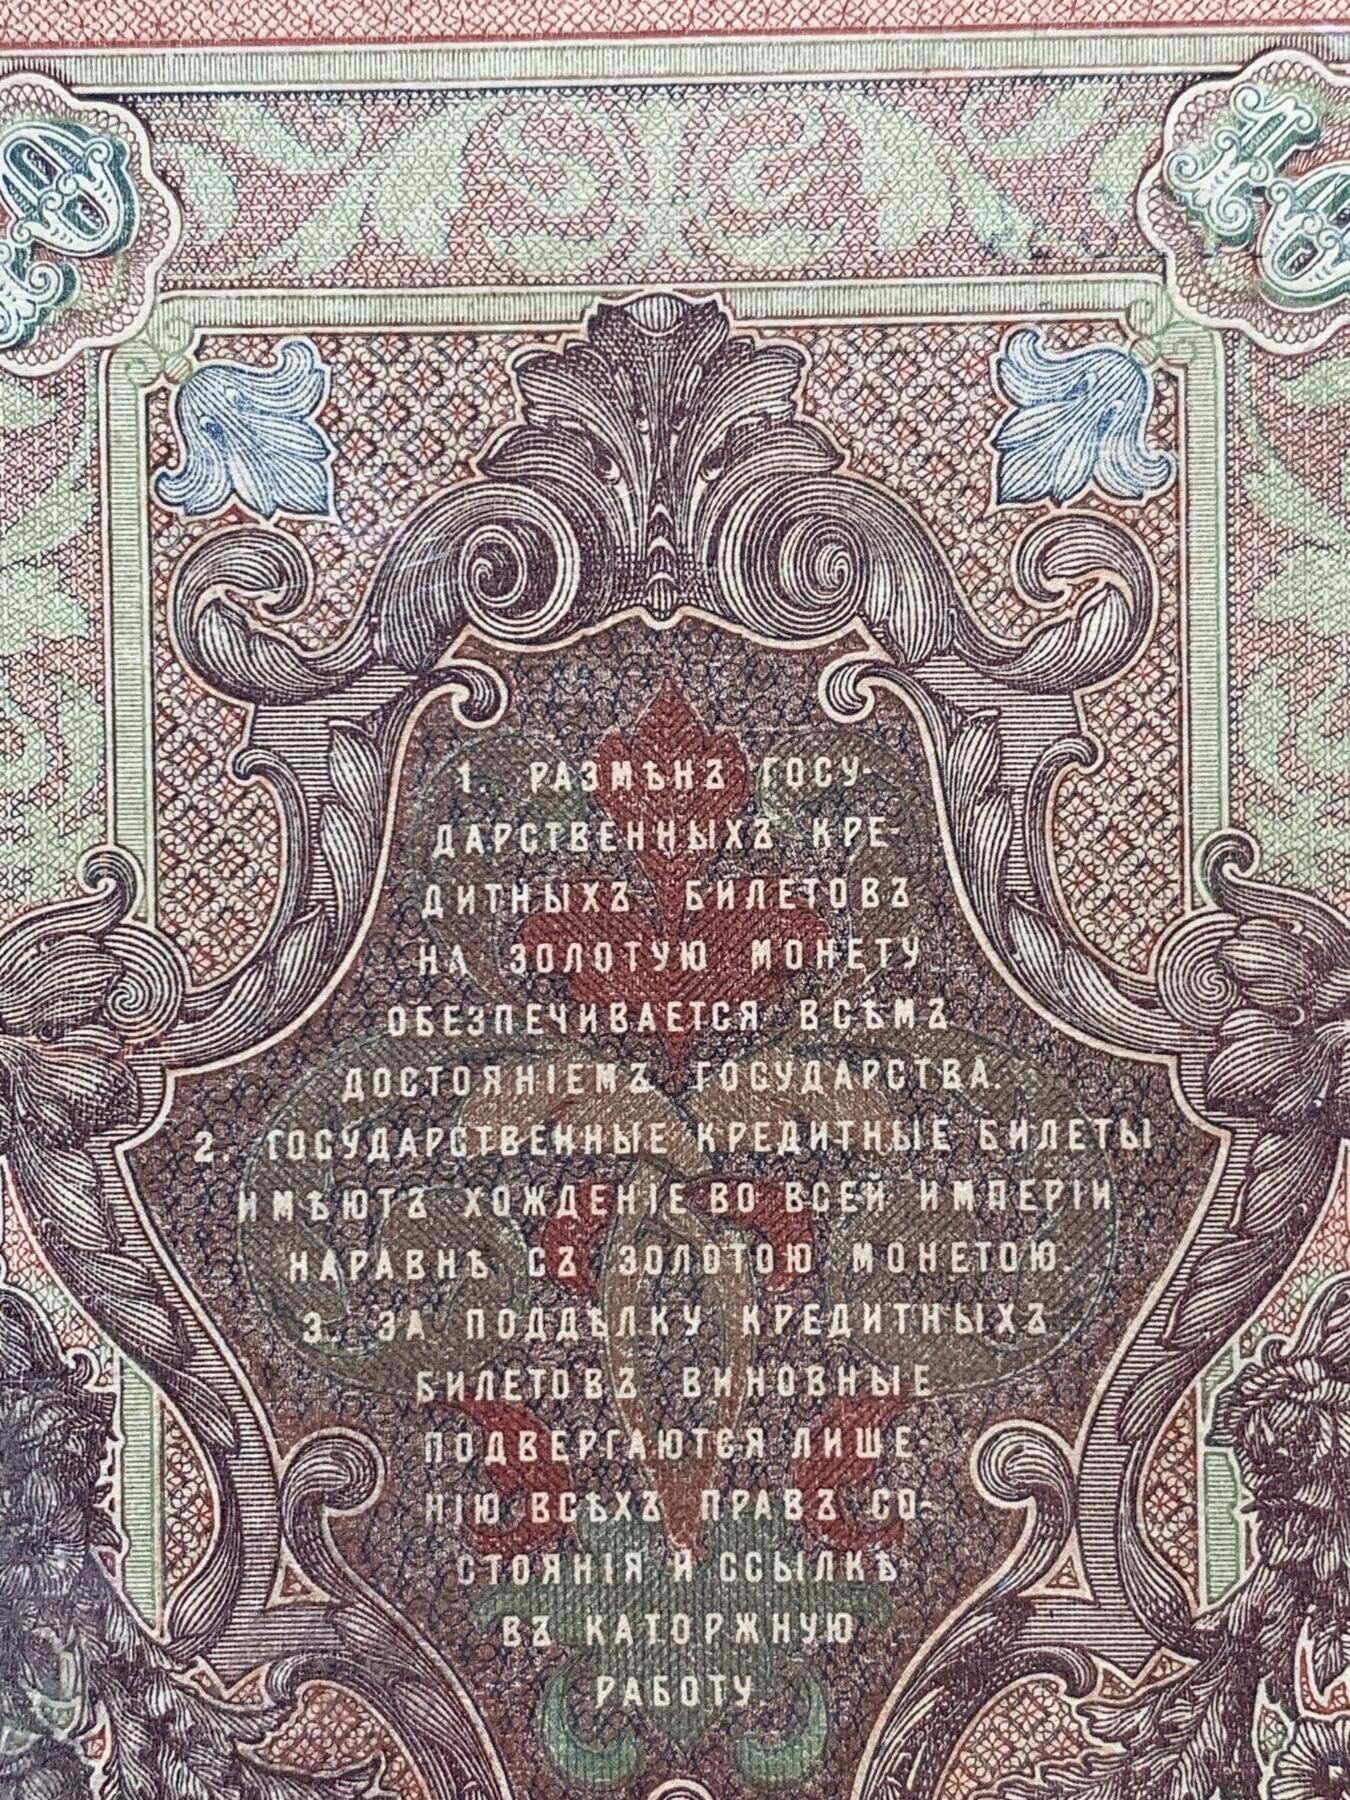 1. РАЗМѢНЪ ГОСУ-
ДАРСТВЕННЫХЪ КРЕ-
ДИТНЫХЪ БИЛЕТОВЪ
НА ЗОЛОТУЮ МОНЕТУ
ОБЕЗПЕЧИВАЕТСЯ ВСѢМЪ
ДОСТОЯНІЕМЪ ГОСУДАРСТВА.
2. ГОСУДАРСТВЕННЫЕ КРЕДИТНЫЕ БИЛЕТЫ
ИМѢЮТЪ ХОЖДЕНІЕ ВО ВСЕЙ ИМПЕРІИ
НАРАВНѢ СЪ ЗОЛОТОЮ МОНЕТОЮ.
3. ЗА ПОДДѢЛКУ КРЕДИТНЫХЪ
БИЛЕТОВЪ ВИНОВНЫЕ
ПОДВЕРГАЮТСЯ ЛИШЕ-
НІЮ ВСѢХЪ ПРАВЪ СО-
СТОЯНІЯ И ССЫЛКѢ
ВЪ КАТОРЖНУЮ
РАБОТУ.